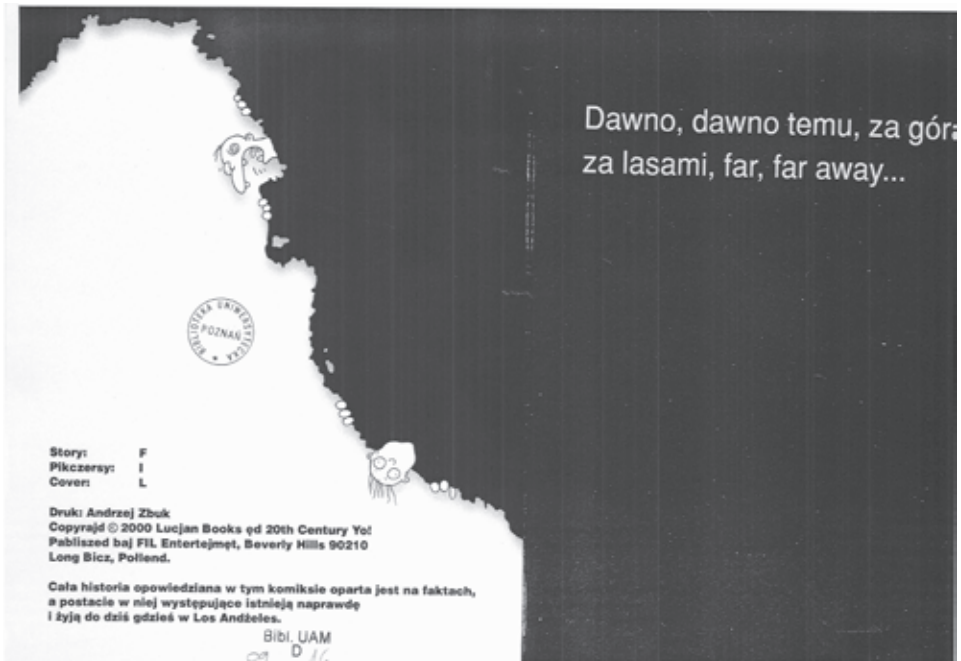 BIBLIOTEKA UNIWERSYTECKA
POZNAŃ
Story: F
Pikczersy: I
Cover: L
Druk: Andrzej Zbuk
Copyrajd © 2000 Lucjan Books ęd 20th Century Yo!
Pabliszed baj FIL Entertejmęt, Beverly Hills 90210
Long Bicz, Pollend.
Cała historia opowiedziana w tym komiksie oparta jest na faktach,
a postacie w niej występujące istnieją naprawdę
i żyją do dziś gdzieś w Los Andżeles.
Bibl. UAM
D
Dawno, dawno temu, za góra
za lasami, far, far away...